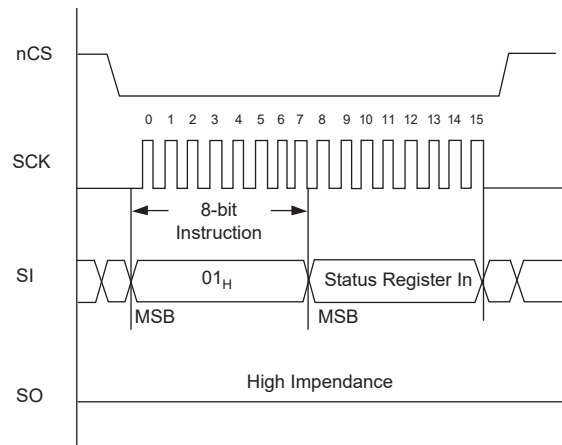 nCS
0 1 2 3 4 5 6 7 8 9 10 11 12 13 14 15
SCK
8-bit
Instruction
SI
01H
Status Register In
MSB
MSB
High Impendance
SO